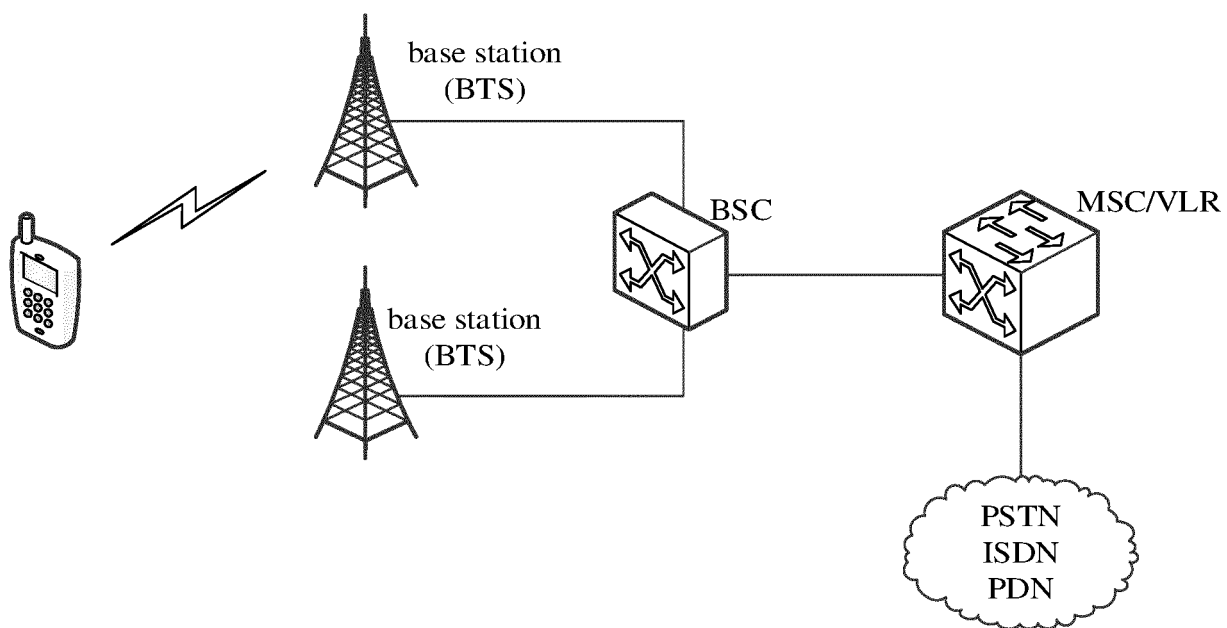 base station
(BTS)
BSC
MSC/VLR
base station
(BTS)
PSTN
ISDN
PDN